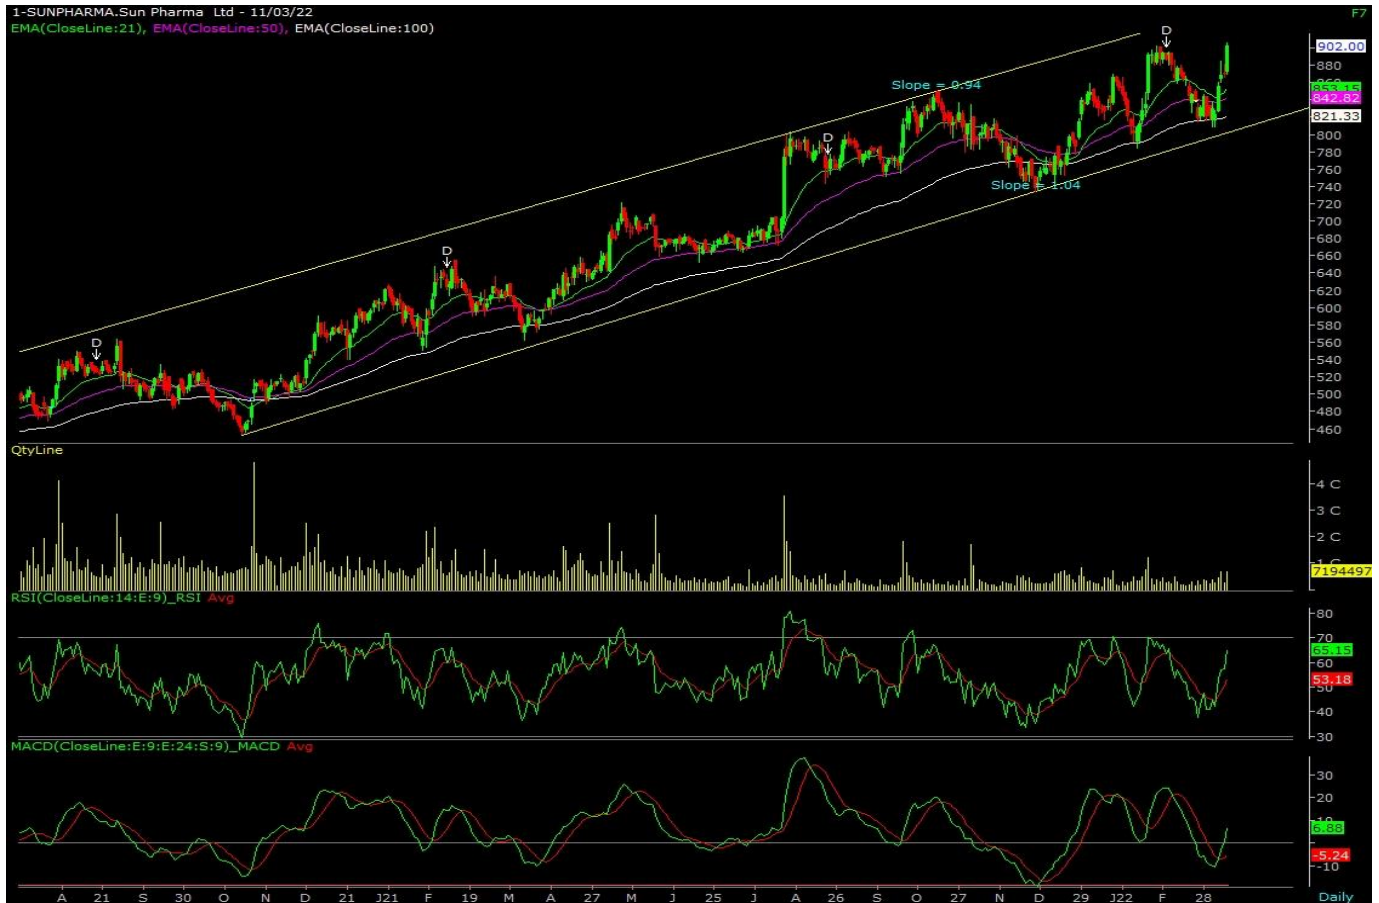 1-SUNPHARMA.Sun Pharma Ltd - 11/03/22
F7
EMA(CloseLine:21), EMA(CloseLine:50), EMA(CloseLine:100)
D
902.00
880
Slope = 0.94
853.15
842.82
821.33
D
800
780
760
Slope = 1.04
740
720
700
680
D
660
640
620
600
580
D
560
540
520
500
480
460
QtyLine
4 C
3 C
2 C
7194497
RSI(CloseLine:14:E:9)_RSI Avg
80
70
65.15
60
53.18
50
40
30
MACD(CloseLine:E:9:E:24:S:9)_MACD Avg
30
20
6.88
-5.24
-10
A 21 S 30 O N D 21 J21 F 19 M A 27 M J 25 J A 26 S O 27 N D 29 J22 F 28
Daily